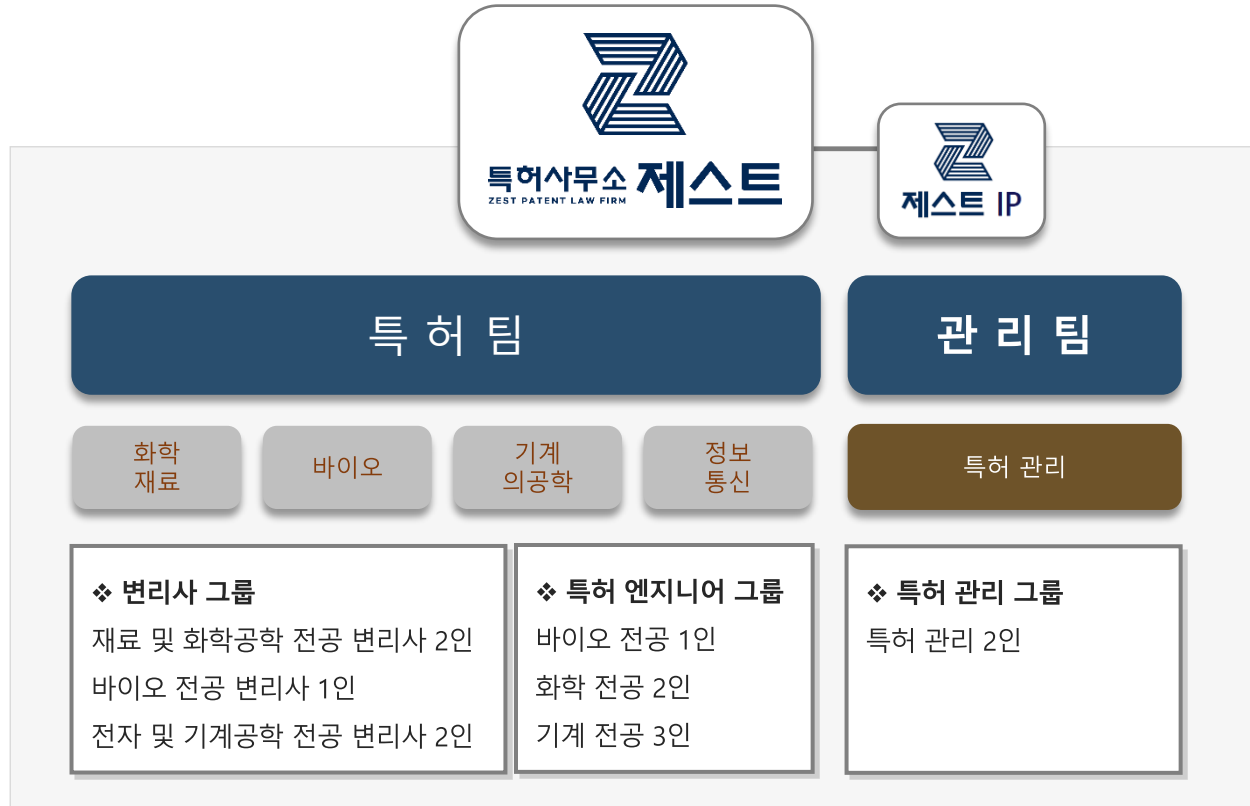 특허사무소 제스트
ZEST PATENT LAW FIRM
제스트 IP
특 허 팀
관 리 팀
화학
재료
바이오
기계
의공학
정보
통신
특허 관리
❖ 변리사 그룹
재료 및 화학공학 전공 변리사 2인
바이오 전공 변리사 1인
전자 및 기계공학 전공 변리사 2인
❖ 특허 엔지니어 그룹
바이오 전공 1인
화학 전공 2인
기계 전공 3인
❖ 특허 관리 그룹
특허 관리 2인